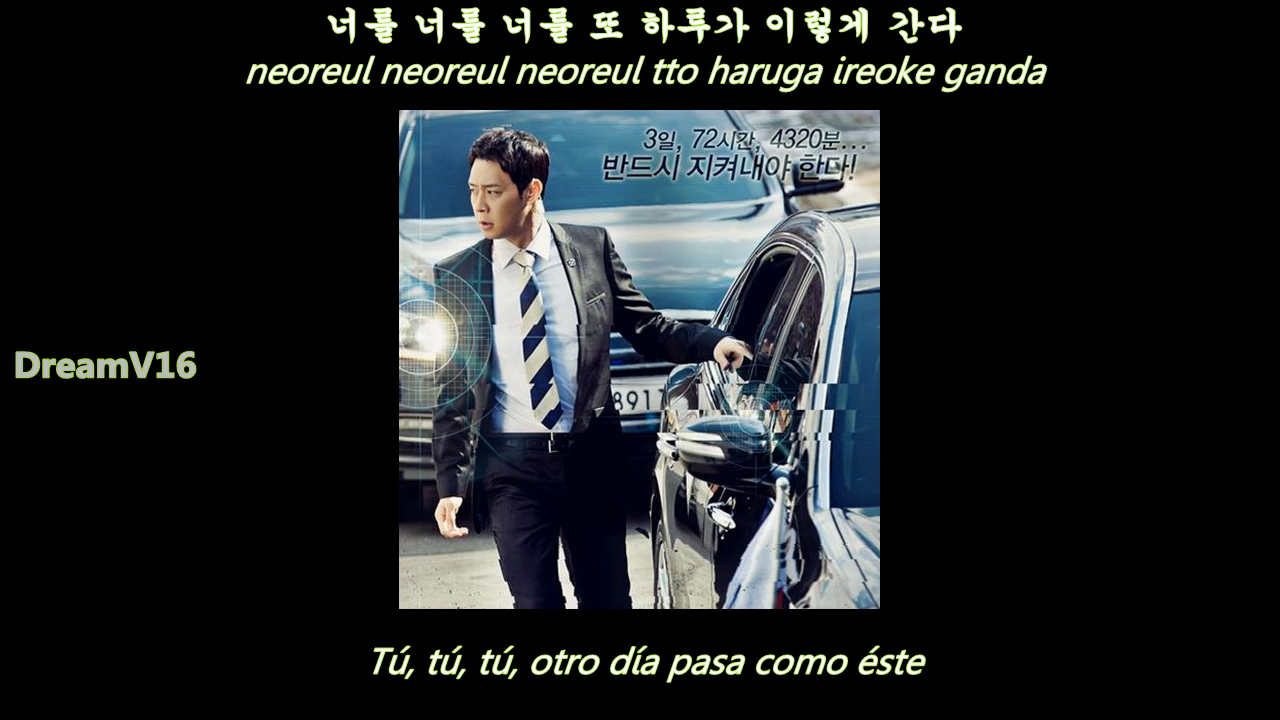 너를 너를 너를 또 하루가 이렇게 간다
neoreul neoreul neoreul tto haruga ireoke ganda
3일, 72시간, 4320분...
반드시 지켜내야 한다!
8917
DreamV16
Tú, tú, tú, otro día pasa como éste